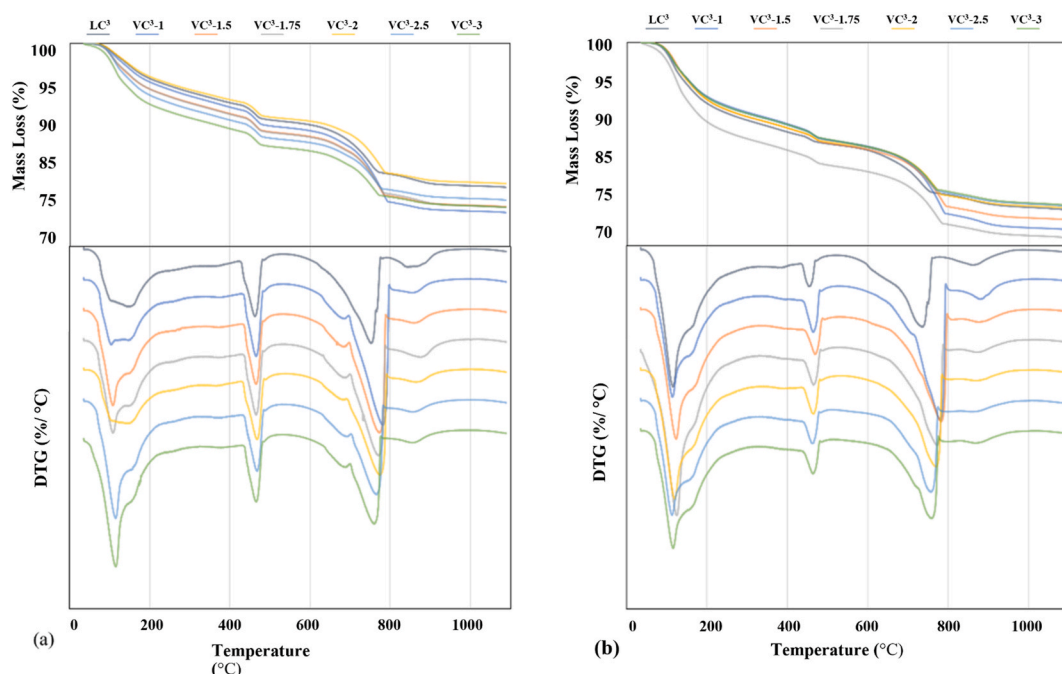 LC³ VC³-1 VC³-1.5 VC³-1.75 VC³-2 VC³-2.5 VC³-3
100
95
90
85
75
70
Mass Loss (%)
DTG (%/ °C)
0 200 400 600 800 1000
(a)
Temperature
(°C)
LC³ VC³-1 VC³-1.5 VC³-1.75 VC³-2 VC³-2.5 VC³-3
100
95
90
85
75
70
Mass Loss (%)
DTG (%/ °C)
0 200 400 600 800 1000
(b)
Temperature (°C)